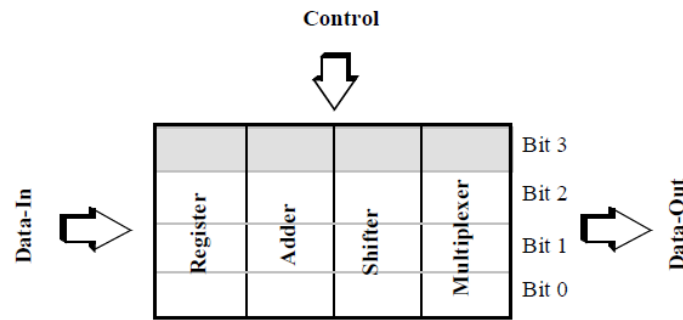 Control
Data-In
Register
Adder
Shifter
Multiplexer
Bit 3
Bit 2
Bit 1
Bit 0
Data-Out